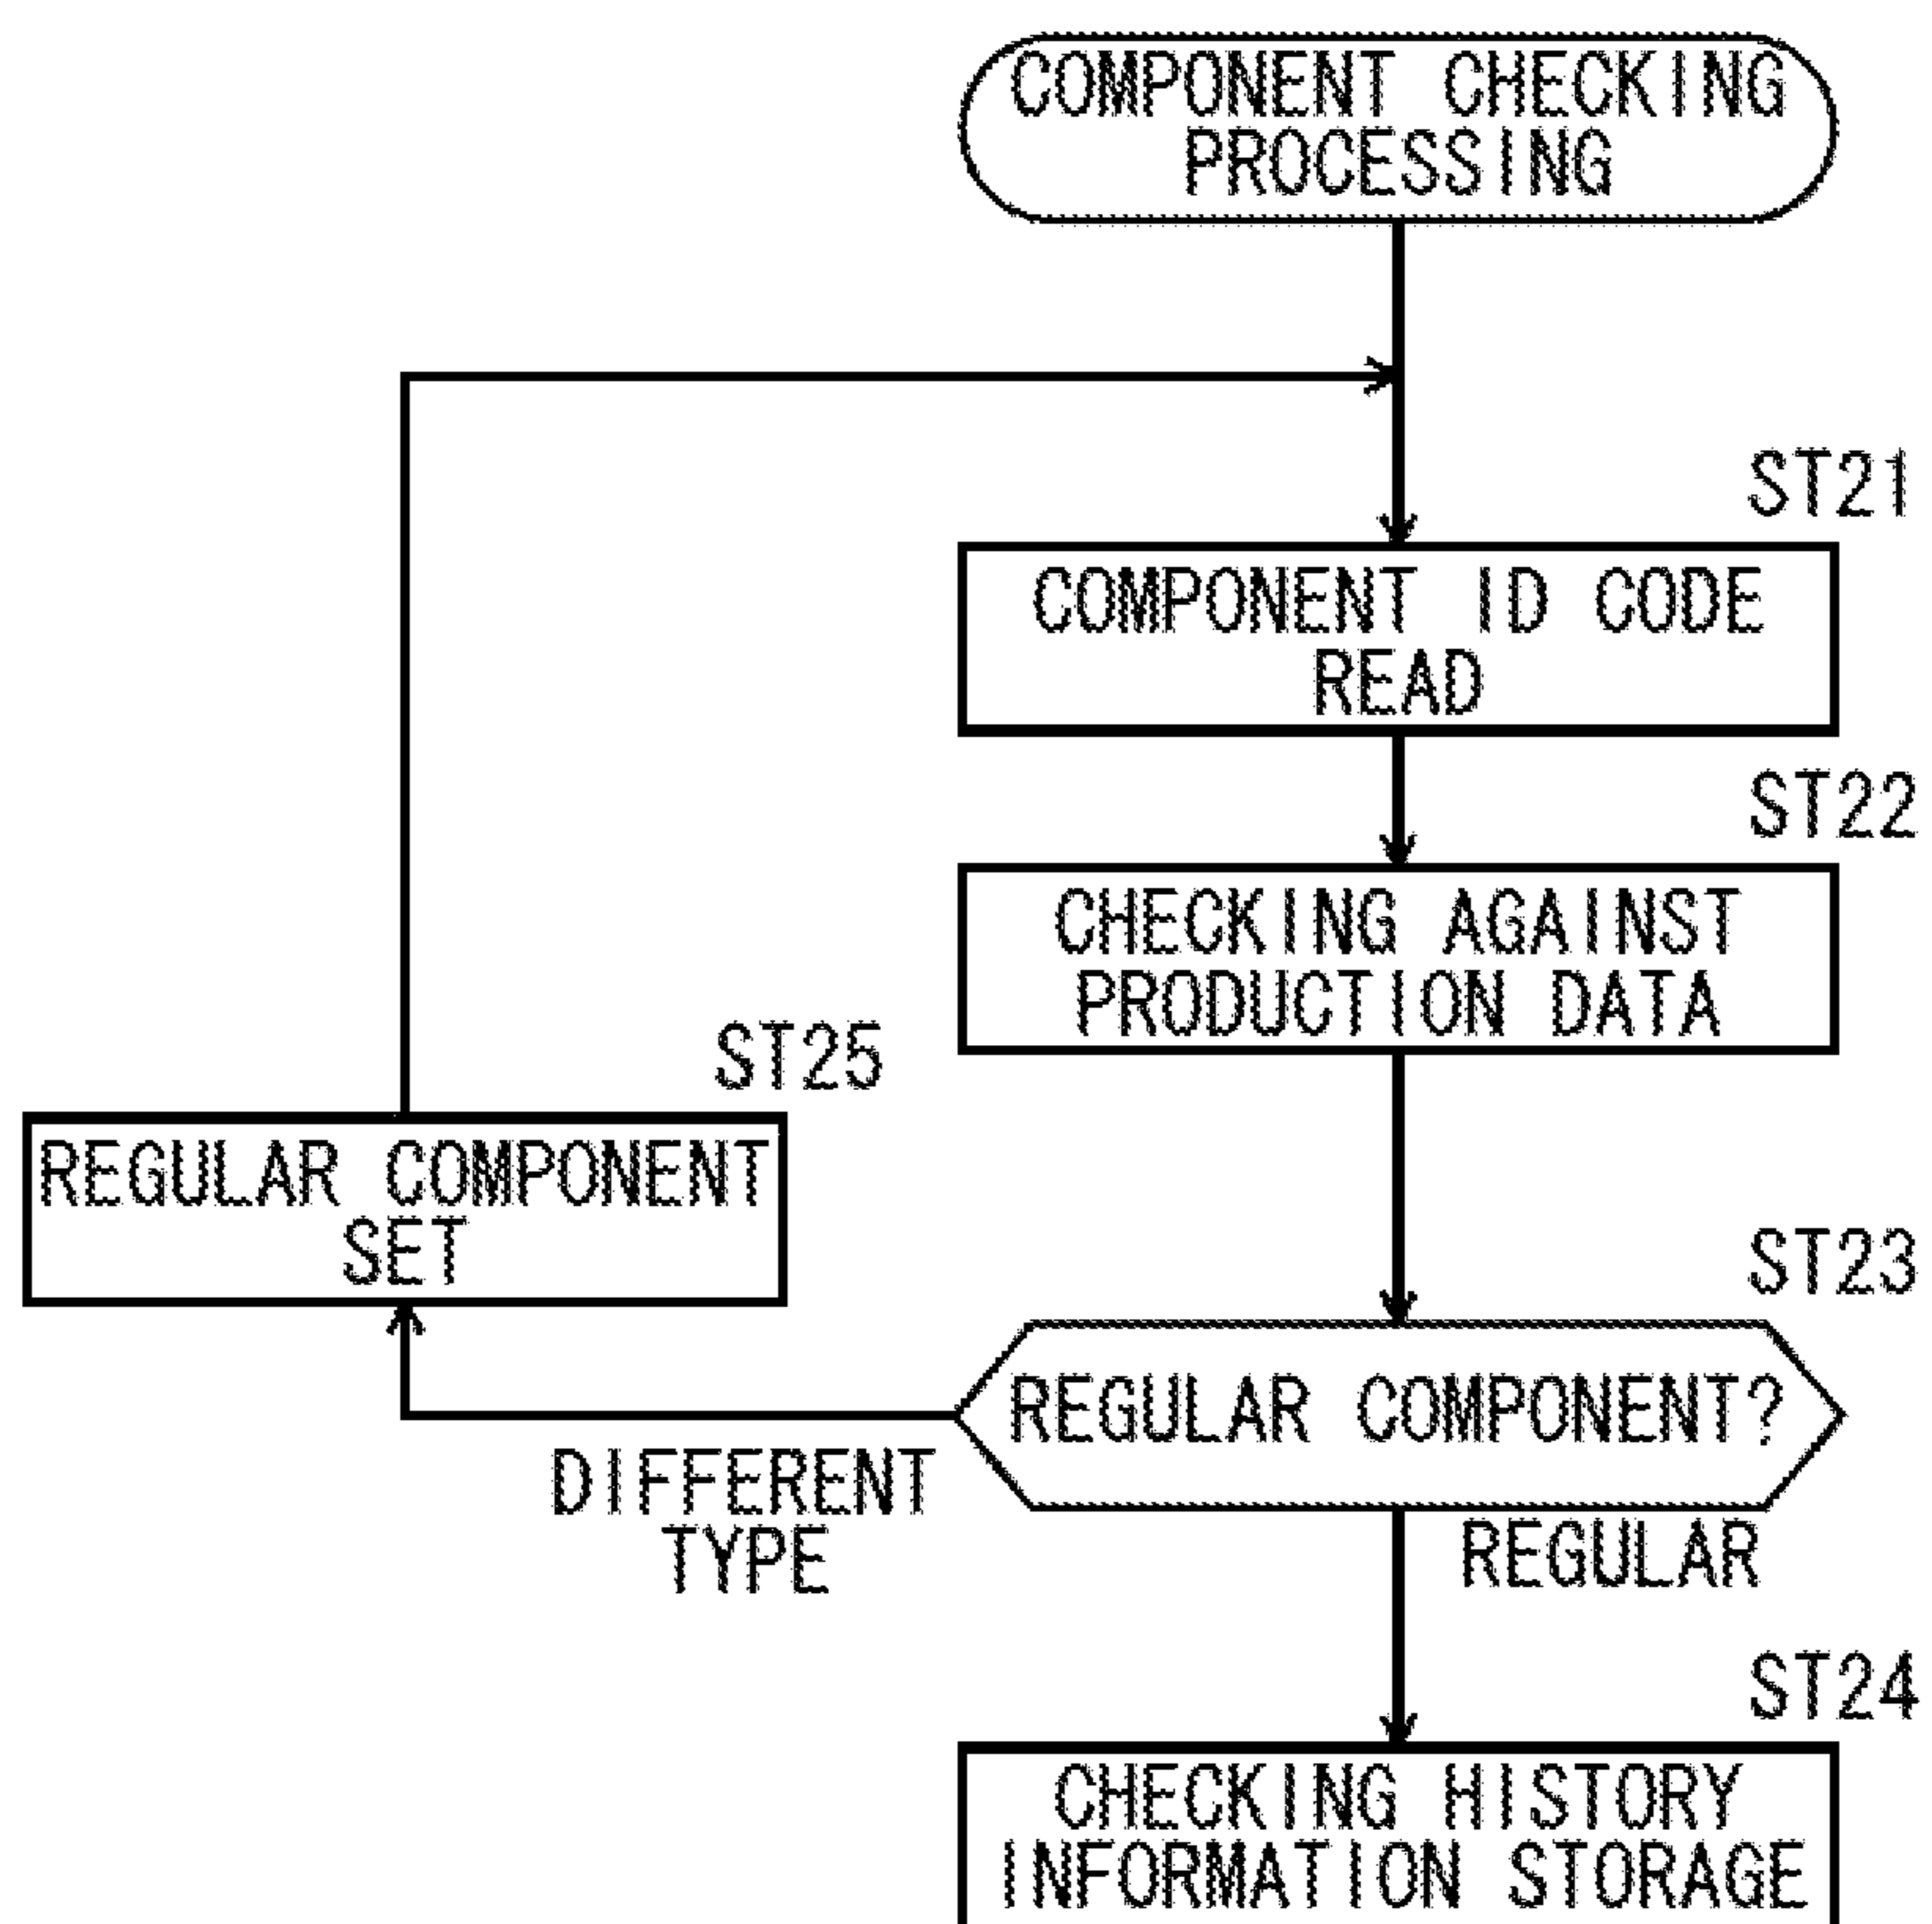 COMPONENT CHECKING
PROCESSING
ST21
COMPONENT ID CODE
READ
ST22
CHECKING AGAINST
PRODUCTION DATA
ST25
REGULAR COMPONENT
SET
ST23
REGULAR COMPONENT?
DIFFERENT
TYPE
REGULAR
ST24
CHECKING HISTORY
INFORMATION STORAGE